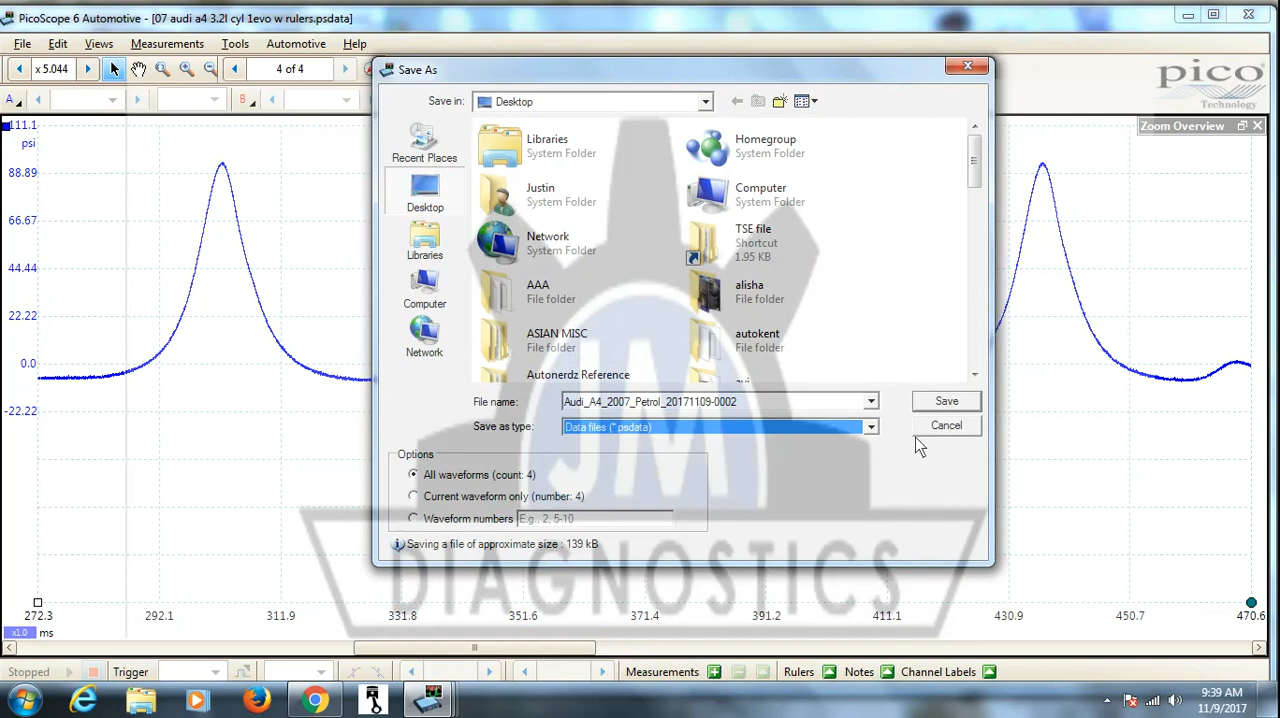 PicoScope 6 Automotive - [07 audi a4 3.2l cyl 1evo w rulers.psdata]
File Edit Views Measurements Tools Automotive Help
x 5.044
4 of 4
A
B
pico
Technology
Zoom Overview
111.1
psi
88.89
66.67
44.44
22.22
0.0
-22.22
Save As
Save in: Desktop
Recent Places
Desktop
Libraries
Computer
Network
Libraries
System Folder
Homegroup
System Folder
Justin
System Folder
Computer
System Folder
Network
System Folder
TSE file
Shortcut
1.95 KB
AAA
File folder
alisha
File folder
ASIAN MISC
File folder
autokent
File folder
Autonerdz Reference
File name: Audi_A4_2007_Petrol_20171109-0002
Save
Save as type: Data files (*.psdata)
Cancel
Options
All waveforms (count: 4)
Current waveform only (number: 4)
Waveform numbers E.g., 2, 5-10
Saving a file of approximate size : 139 kB
JM
DIAGNOSTICS
272.3 292.1 311.9 331.8 351.6 371.4 391.2 411.1 430.9 450.7 470.6
x1.0 ms
Stopped Trigger Measurements Rulers Notes Channel Labels
9:39 AM
11/9/2017